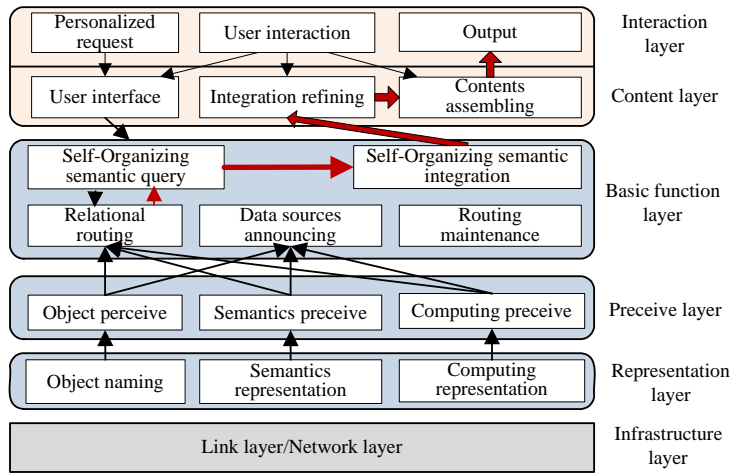 Personalized
request
User interaction
Output
Interaction
layer
User interface
Integration refining
Contents
assembling
Content layer
Self-Organizing
semantic query
Self-Organizing semantic
integration
Basic function
layer
Relational
routing
Data sources
announcing
Routing
maintenance
Object perceive
Semantics preceive
Computing preceive
Preceive layer
Object naming
Semantics
representation
Computing
representation
Representation
layer
Link layer/Network layer
Infrastructure
layer